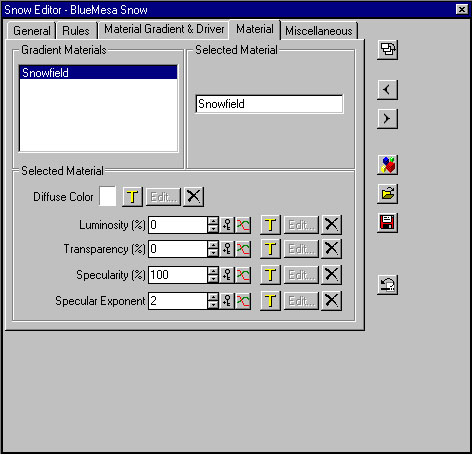 Snow Editor - BlueMesa Snow
General Rules Material Gradient & Driver Material Miscellaneous
Gradient Materials
Snowfield
Selected Material
Snowfield
Selected Material
Diffuse Color T Edit...
Luminosity (%) 0 T Edit...
Transparency (%) 0 T Edit...
Specularity (%) 100 T Edit...
Specular Exponent 2 T Edit...